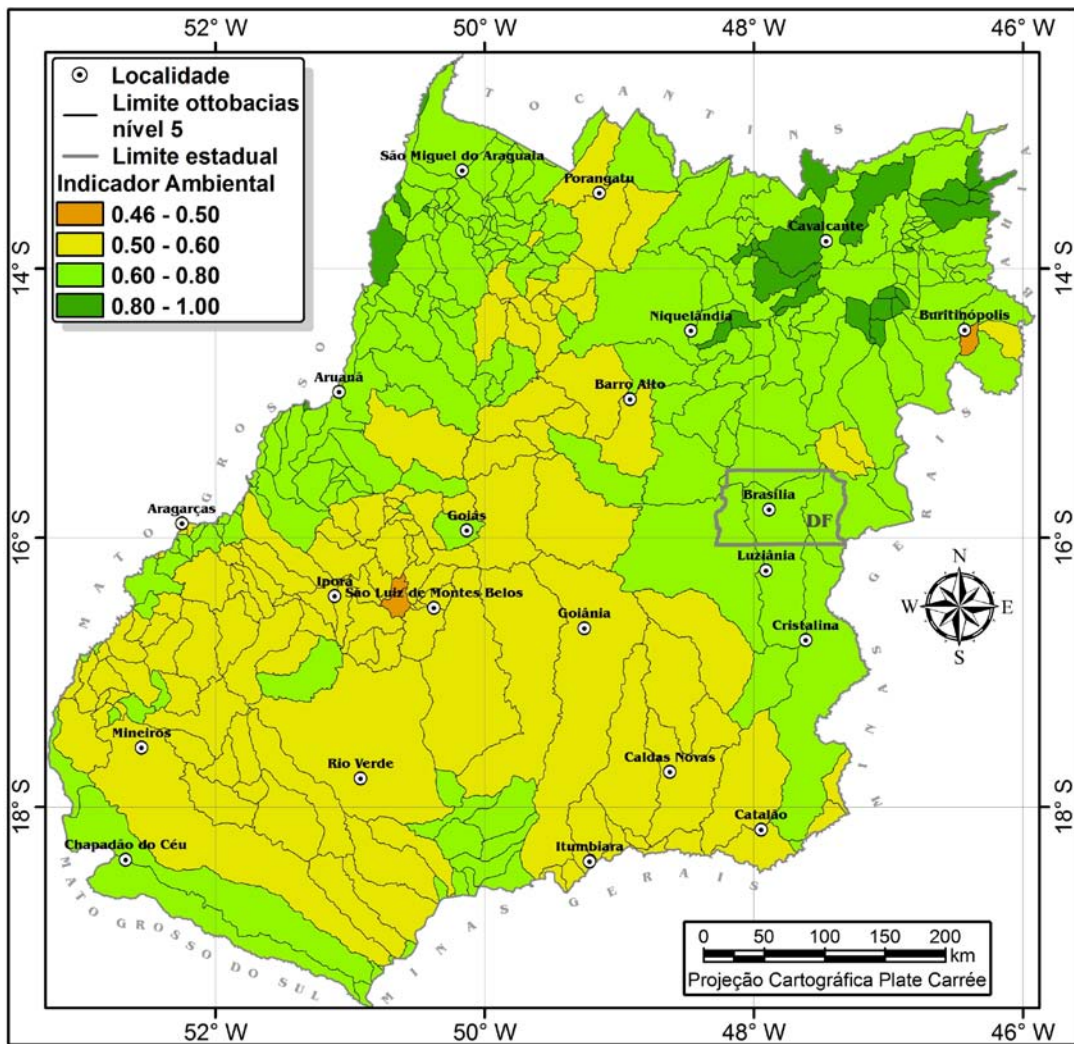 52° W 50° W 48° W 46° W
Localidade
Limite ottobacias
nível 5
Limite estadual
Indicador Ambiental
0.46 - 0.50
0.50 - 0.60
0.60 - 0.80
0.80 - 1.00
TOCANTINS
BAHIA
São Miguel do Araguaia
Porangatu
Cavalcante
14° S 14° S
Niquelândia
Buritinópolis
Aruanã
Barro Alto
MATO GROSSO
MINAS GERAIS
Brasília
Aragarças
Goiás
DF
16° S 16° S
Luziânia
Iporá
São Luiz de Montes Belos
Goiânia
Cristalina
N
W E
S
Mineiros
Rio Verde
Caldas Novas
18° S 18° S
Catalão
Chapadão do Céu
Itumbiara
MATO GROSSO DO SUL
MINAS GERAIS
0 50 100 150 200
km
Projeção Cartográfica Plate Carrée
52° W 50° W 48° W 46° W